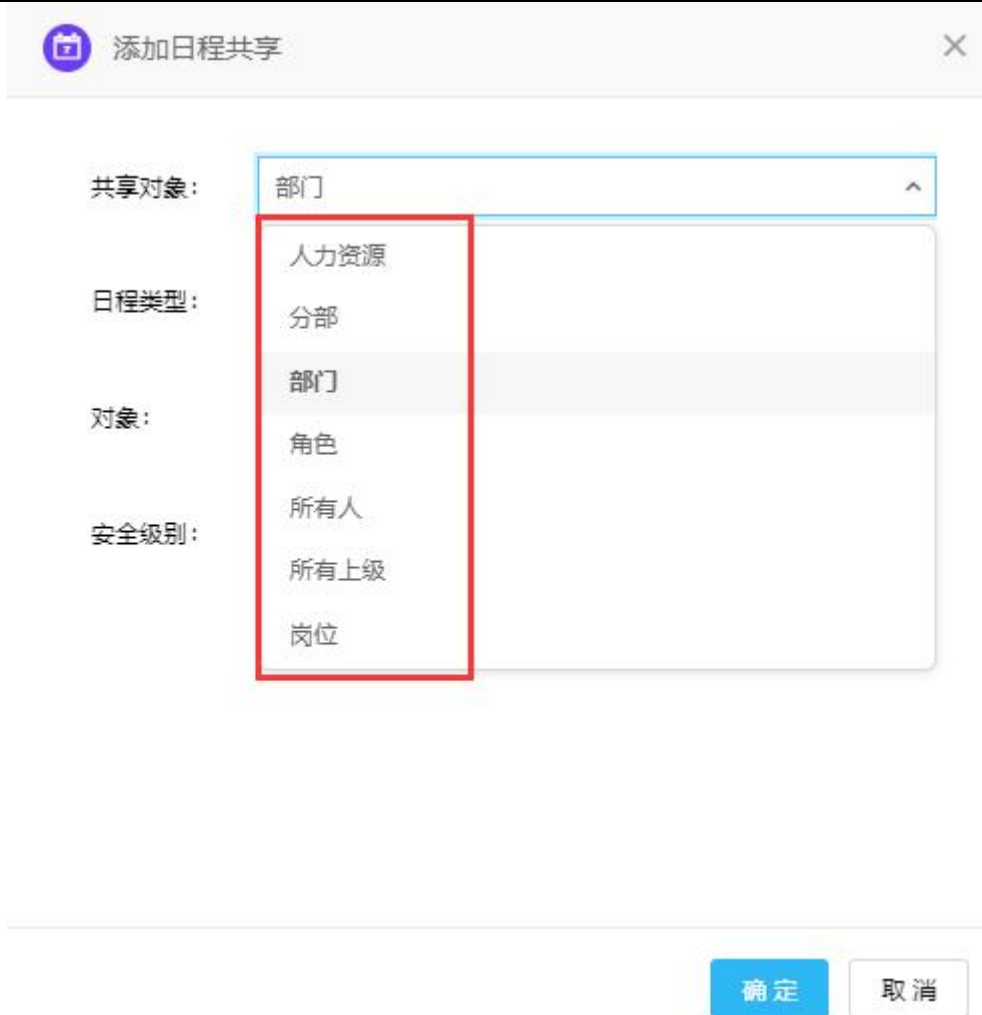 添加日程共享
共享对象：
部门
人力资源
日程类型：
分部
部门
对象：
角色
所有人
安全级别：
所有上级
岗位
确定
取消